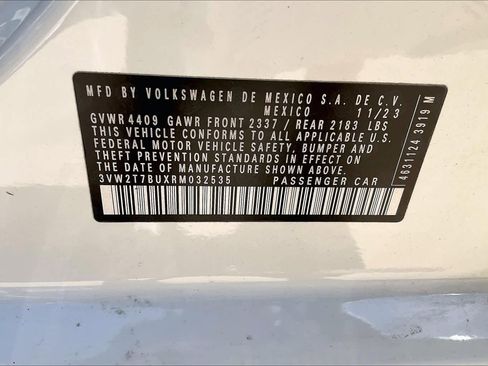 MFD BY VOLKSWAGEN DE MEXICO S.A. DE C.V.
MEXICO 11/23
GVWR 4409 GAWR FRONT 2337 / REAR 2183 LBS
THIS VEHICLE CONFORMS TO ALL APPLICABLE U.S.
FEDERAL MOTOR VEHICLE SAFETY, BUMPER, AND
THEFT PREVENTION STANDARDS IN EFFECT ON
THE DATE OF MANUFACTURE SHOWN ABOVE.
3VW2T7BUXRM032535 PASSENGER CAR
4631124 3919 M